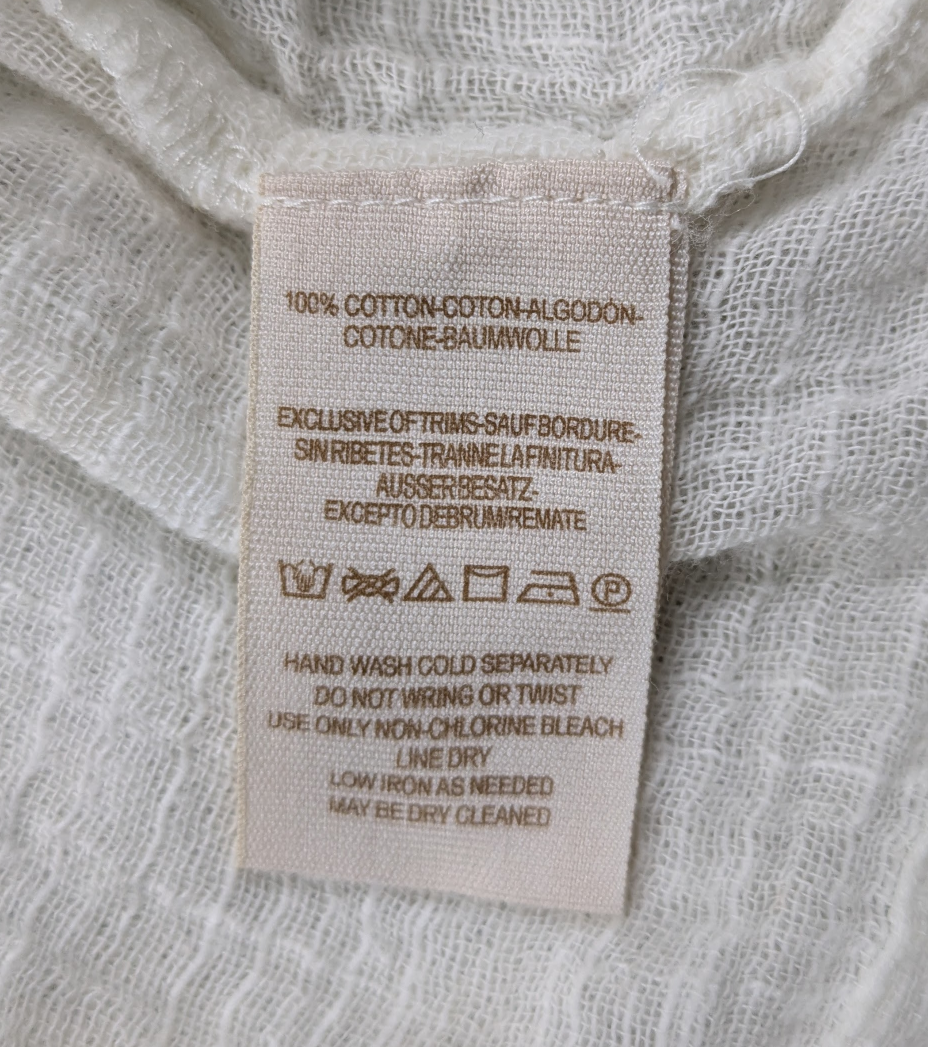 100% COTTON-COTON-ALGODÓN-
COTONE-BAUMWOLLE
EXCLUSIVE OF TRIMS-SAUF BORDURE-
SIN RIBETES-TRANNE LA FINITURA-
AUSSER BESATZ-
EXCEPTO DEBRUM/REMATE
P
HAND WASH COLD SEPARATELY
DO NOT WRING OR TWIST
USE ONLY NON-CHLORINE BLEACH
LINE DRY
LOW IRON AS NEEDED
MAY BE DRY CLEANED